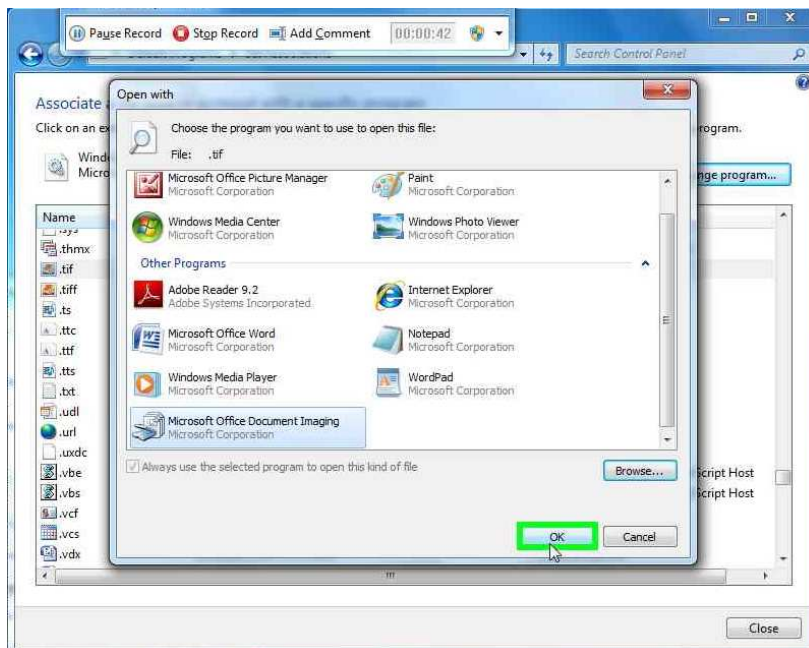 Pause Record Stop Record Add Comment 00:00:42
Search Control Panel
Associate a
Click on an ex
rogram.
Windo
Micro
nge program...
Open with
Choose the program you want to use to open this file:
File: .tif
Microsoft Office Picture Manager
Microsoft Corporation
Paint
Microsoft Corporation
Windows Media Center
Microsoft Corporation
Windows Photo Viewer
Microsoft Corporation
Other Programs
Adobe Reader 9.2
Adobe Systems Incorporated
Internet Explorer
Microsoft Corporation
Microsoft Office Word
Microsoft Corporation
Notepad
Microsoft Corporation
Windows Media Player
Microsoft Corporation
WordPad
Microsoft Corporation
Microsoft Office Document Imaging
Microsoft Corporation
Always use the selected program to open this kind of file
Browse...
OK Cancel
Name
.sys
.thmx
.tif
.tiff
.ts
.ttc
.ttf
.tts
.txt
.udl
.url
.uxdc
.vbe
Script Host
.vbs
Script Host
.vcf
.vcs
.vdx
Close